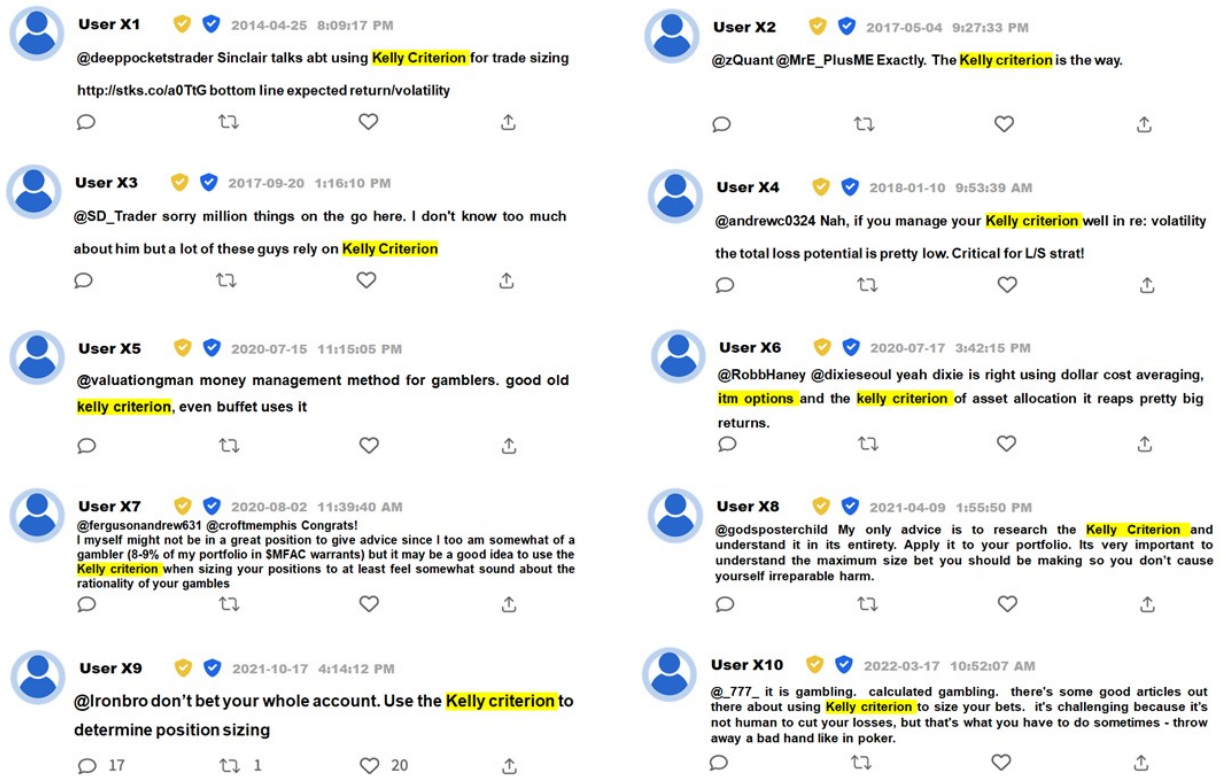 User X1 2014-04-25 8:09:17 PM
@deeppocketstrader Sinclair talks abt using Kelly Criterion for trade sizing
http://stks.co/a0TtG bottom line expected return/volatility
User X2 2017-05-04 9:27:33 PM
@zQuant @MrE_PlusME Exactly. The Kelly criterion is the way.
User X3 2017-09-20 1:16:10 PM
@SD_Trader sorry million things on the go here. I don't know too much
about him but a lot of these guys rely on Kelly Criterion
User X4 2018-01-10 9:53:39 AM
@andrewc0324 Nah, if you manage your Kelly criterion well in re: volatility
the total loss potential is pretty low. Critical for L/S strat!
User X5 2020-07-15 11:15:05 PM
@valuationgman money management method for gamblers. good old
kelly criterion, even buffet uses it
User X6 2020-07-17 3:42:15 PM
@RobbHaney @dixieseoul yeah dixie is right using dollar cost averaging,
itm options and the kelly criterion of asset allocation it reaps pretty big
returns.
User X7 2020-08-02 11:39:40 AM
@fergusonandrew631 @croftmemphis Congrats!
I myself might not be in a great position to give advice since I too am somewhat of a
gambler (8-9% of my portfolio in $MFAC warrants) but it may be a good idea to use the
Kelly criterion when sizing your positions to at least feel somewhat sound about the
rationality of your gambles
User X8 2021-04-09 1:55:50 PM
@godsposterchild My only advice is to research the Kelly Criterion and
understand it in its entirety. Apply it to your portfolio. Its very important to
understand the maximum size bet you should be making so you don't cause
yourself irreparable harm.
User X9 2021-10-17 4:14:12 PM
@Ironbro don't bet your whole account. Use the Kelly criterion to
determine position sizing
17 1 20
User X10 2022-03-17 10:52:07 AM
@_777_ it is gambling. calculated gambling. there's some good articles out
there about using Kelly criterion to size your bets. it's challenging because it's
not human to cut your losses, but that's what you have to do sometimes - throw
away a bad hand like in poker.